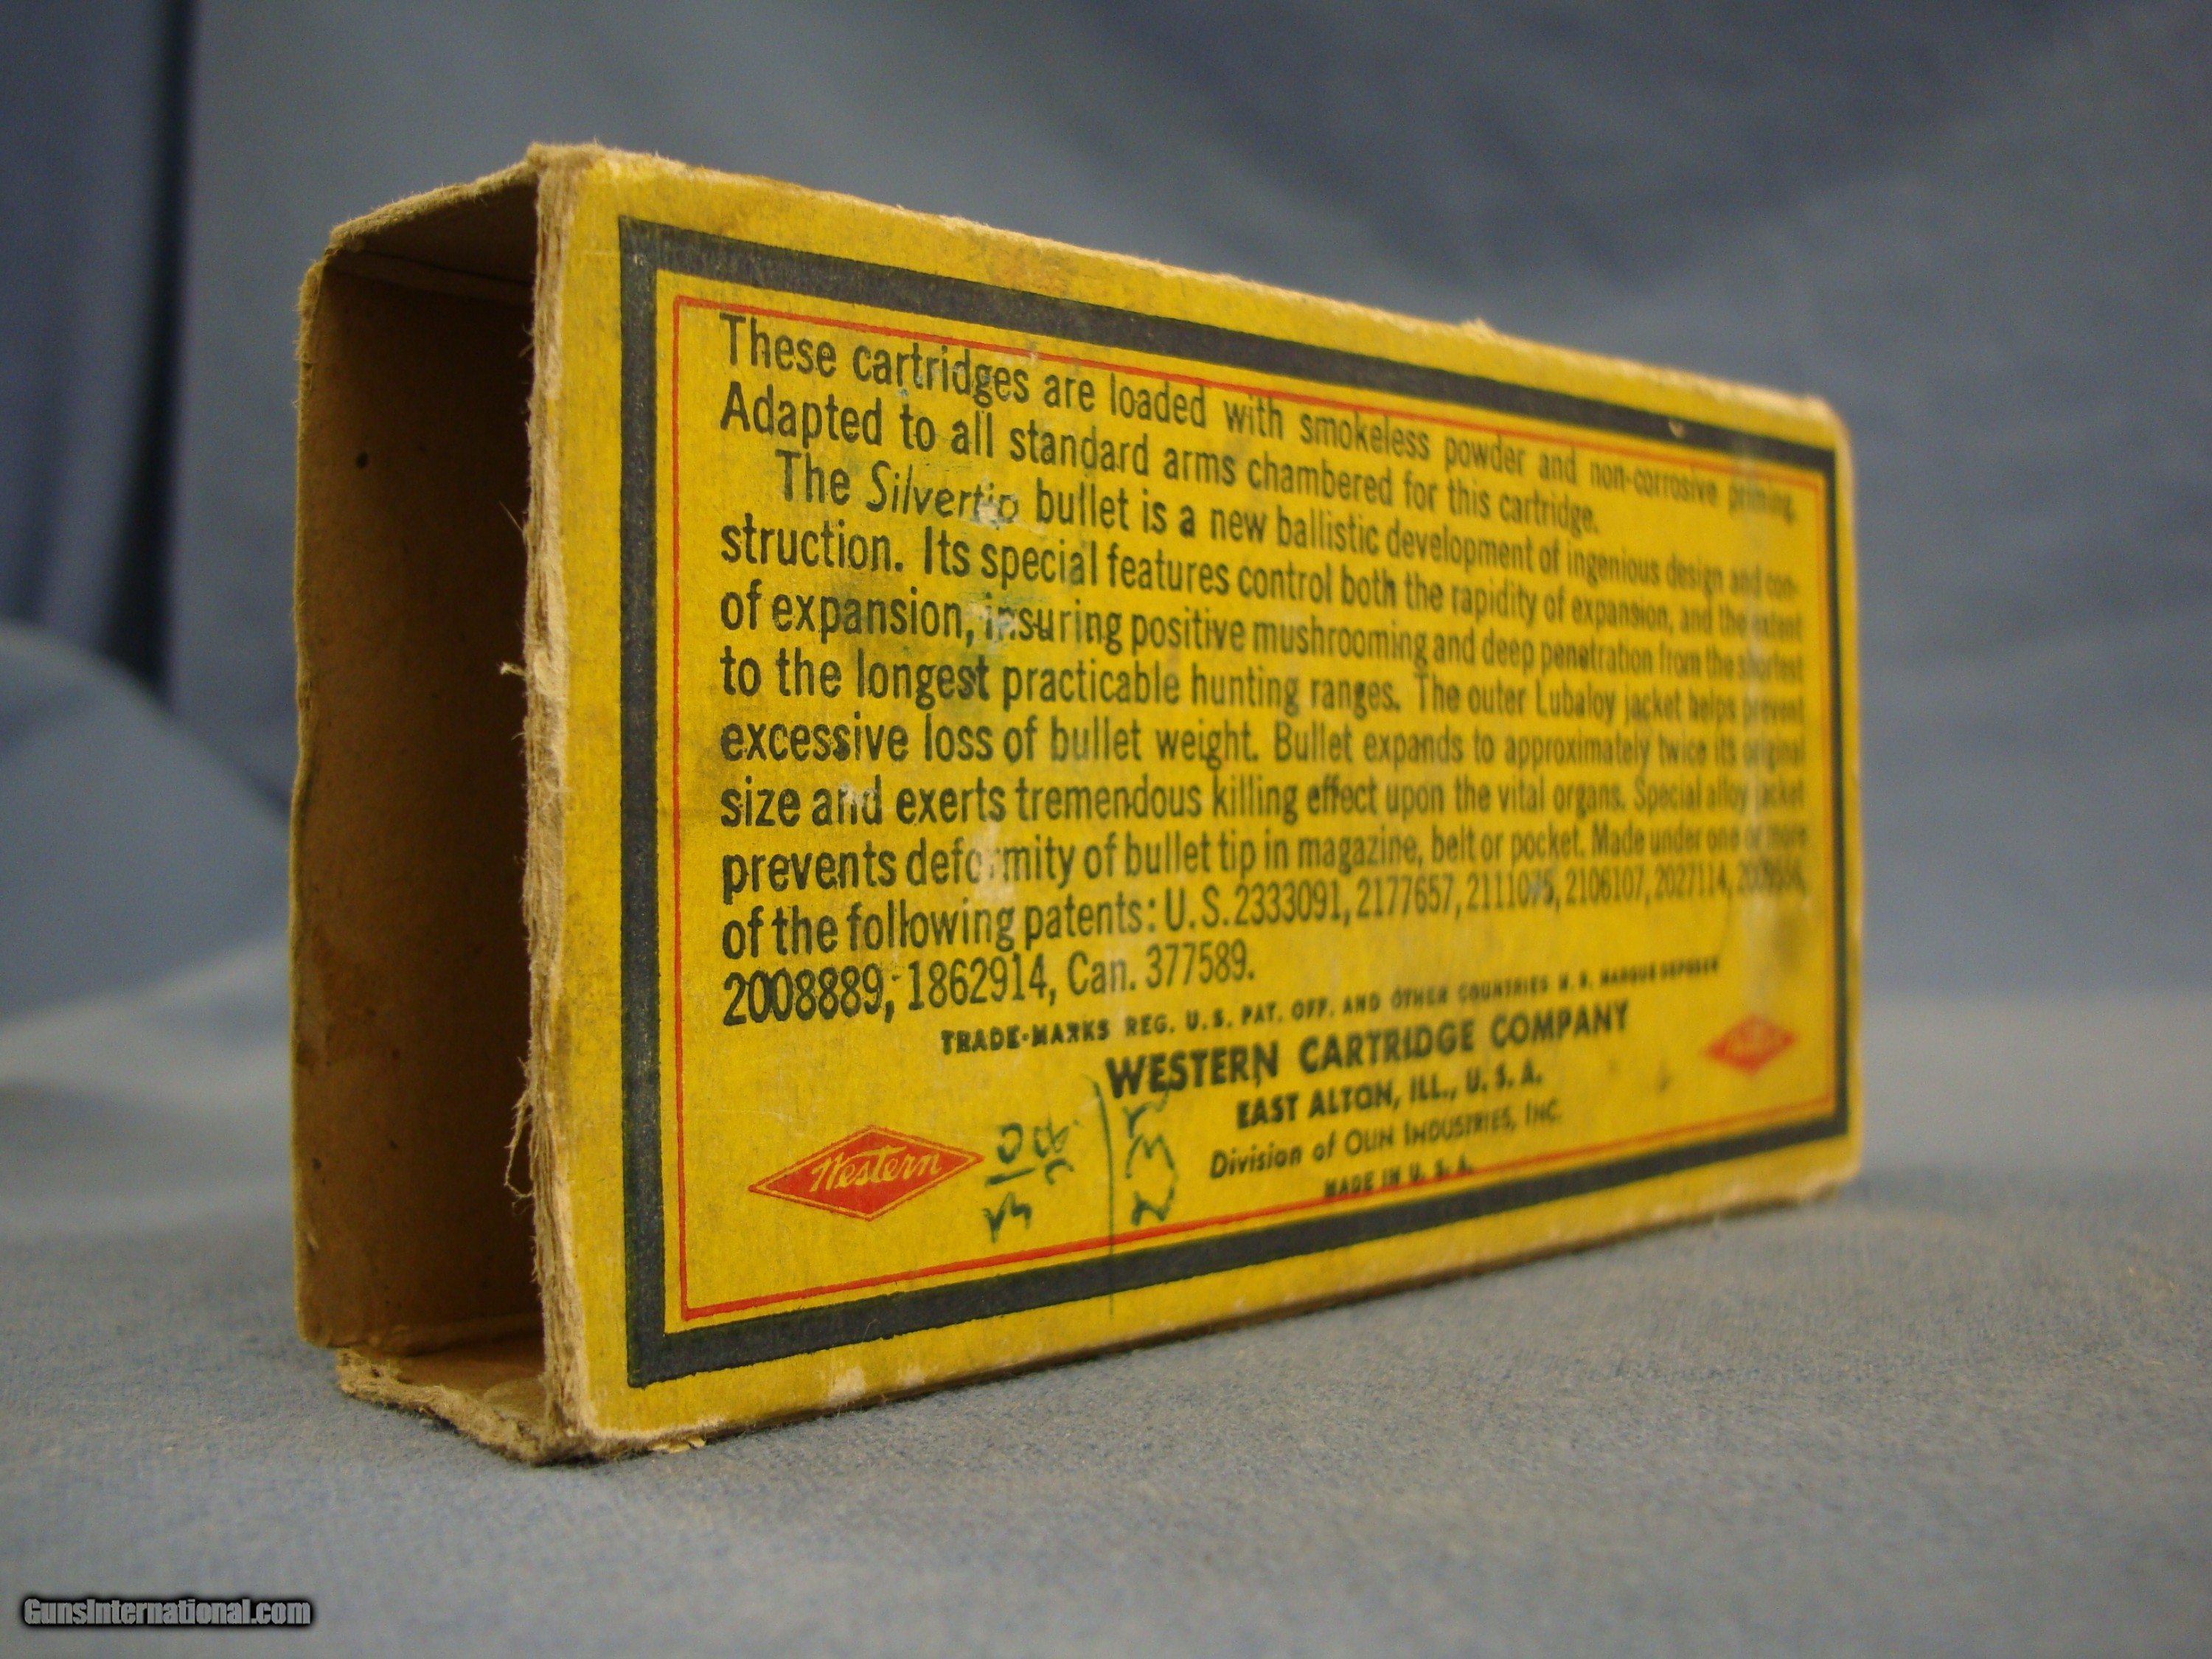 These cartridges are loaded with smokeless powder and non-corrosive priming.
Adapted to all standard arms chambered for this cartridge.
The Silvertip bullet is a new ballistic development of ingenious design and con-
struction. Its special features control both the rapidity of expansion, and the extent
of expansion, insuring positive mushrooming and deep penetration from the shortest
to the longest practicable hunting ranges. The outer Lubaloy jacket helps prevent
excessive loss of bullet weight. Bullet expands to approximately twice its original
size and exerts tremendous killing effect upon the vital organs. Special alloy jacket
prevents deformity of bullet tip in magazine, belt or pocket. Made under one or more
of the following patents: U.S. 2333091, 2177657, 2111075, 2106107, 2027114,
2008889, 1862914, Can. 377589.
TRADE-MARKS REG. U.S. PAT. OFF. AND OTHER COUNTRIES
WESTERN CARTRIDGE COMPANY
EAST ALTON, ILL., U. S. A.
Division of OLIN INDUSTRIES, INC.
MADE IN U. S. A.
Western
GunsInternational.com